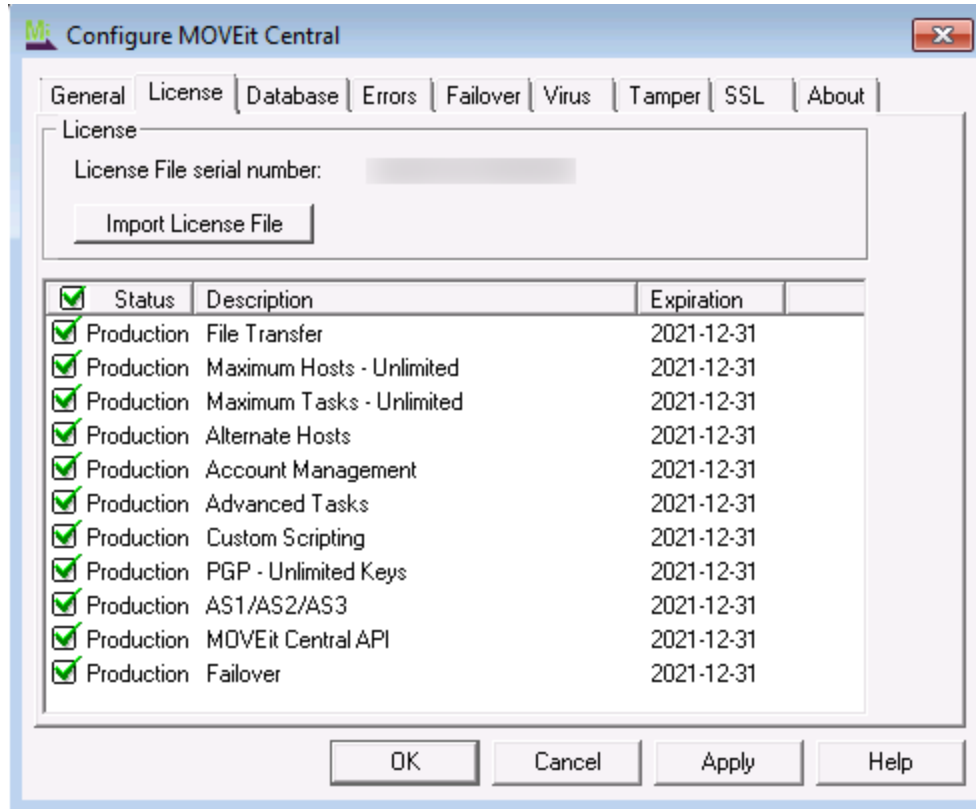 Configure MOVEit Central
General License Database Errors Failover Virus Tamper SSL About
License
License File serial number:
Import License File
Status Description Expiration
Production File Transfer 2021-12-31
Production Maximum Hosts - Unlimited 2021-12-31
Production Maximum Tasks - Unlimited 2021-12-31
Production Alternate Hosts 2021-12-31
Production Account Management 2021-12-31
Production Advanced Tasks 2021-12-31
Production Custom Scripting 2021-12-31
Production PGP - Unlimited Keys 2021-12-31
Production AS1/AS2/AS3 2021-12-31
Production MOVEit Central API 2021-12-31
Production Failover 2021-12-31
OK Cancel Apply Help